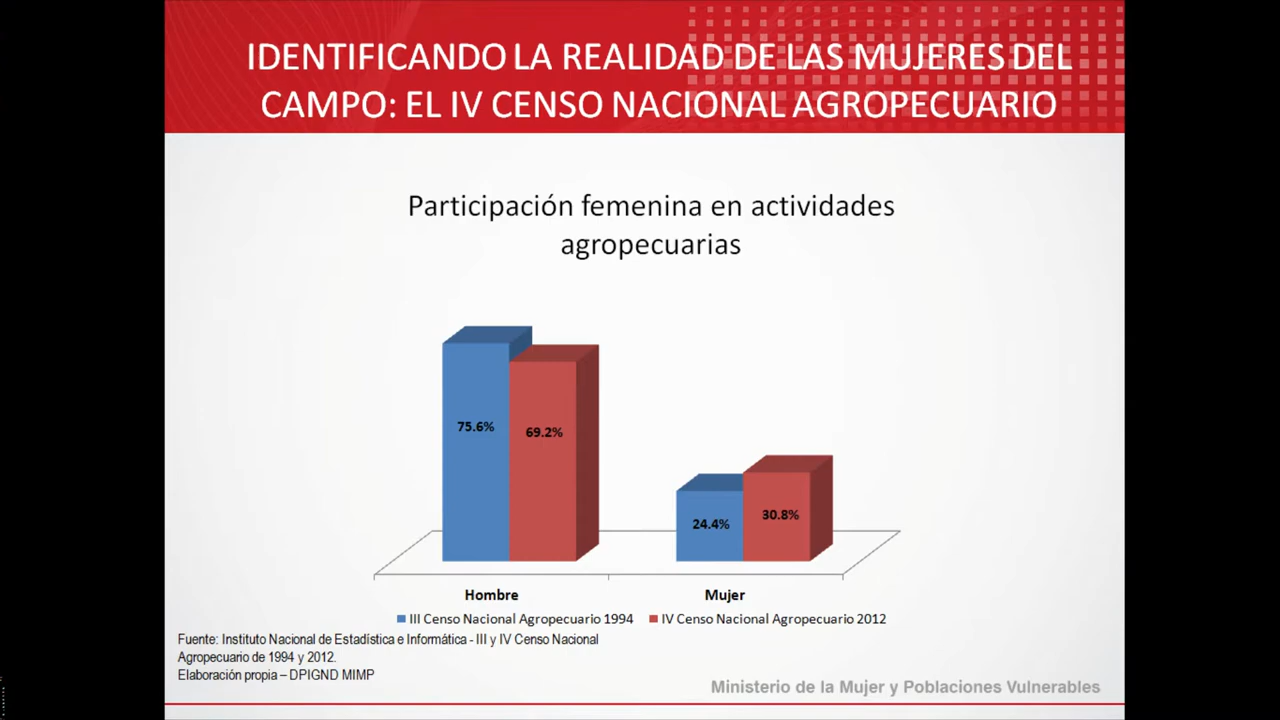 IDENTIFICANDO LA REALIDAD DE LAS MUJERES DEL
CAMPO: EL IV CENSO NACIONAL AGROPECUARIO
Participación femenina en actividades
agropecuarias
75.6%
69.2%
24.4%
30.8%
Hombre
Mujer
III Censo Nacional Agropecuario 1994
IV Censo Nacional Agropecuario 2012
Fuente: Instituto Nacional de Estadística e Informática - III y IV Censo Nacional
Agropecuario de 1994 y 2012.
Elaboración propia – DPIGND MIMP
Ministerio de la Mujer y Poblaciones Vulnerables